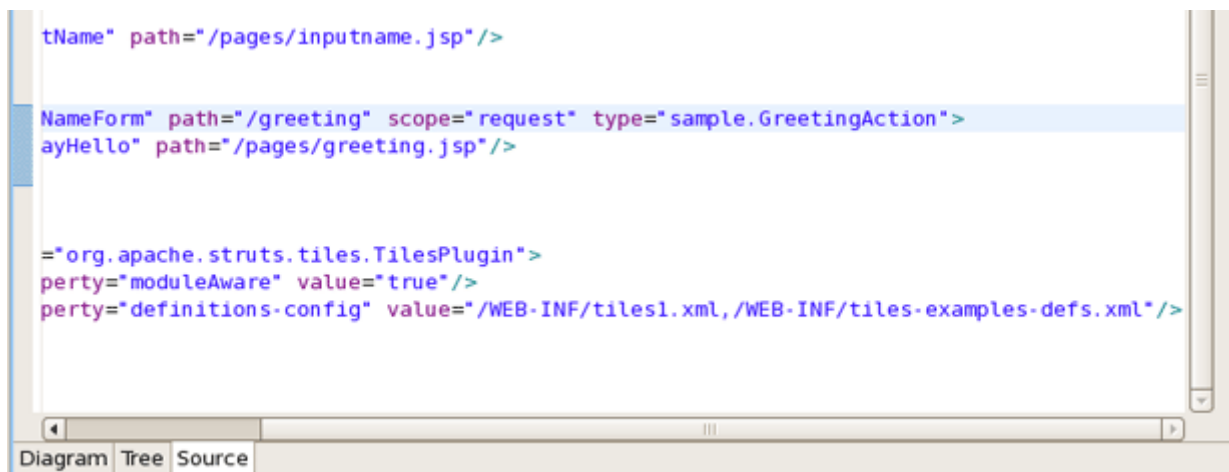 tName" path="/pages/inputname.jsp"/>
NameForm" path="/greeting" scope="request" type="sample.GreetingAction">
ayHello" path="/pages/greeting.jsp"/>
="org.apache.struts.tiles.TilesPlugin">
perty="moduleAware" value="true"/>
perty="definitions-config" value="/WEB-INF/tiles1.xml,/WEB-INF/tiles-examples-defs.xml"/>
Diagram Tree Source